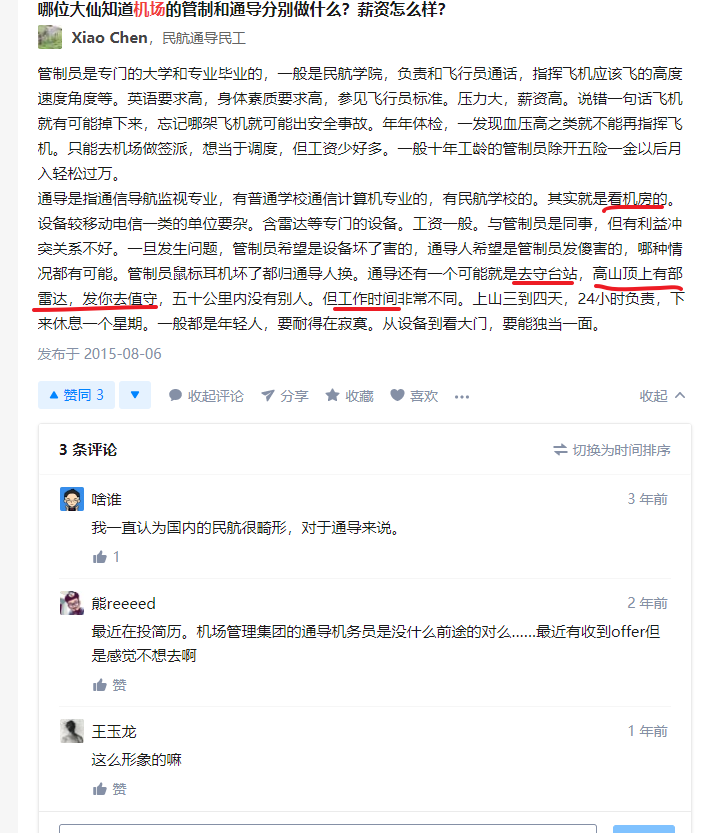 哪位大仙知道机场的管制和通导分别做什么？薪资怎么样？
Xiao Chen，民航通导民工
管制员是专门的大学和专业毕业的，一般是民航学院，负责和飞行员通话，指挥飞机应该飞的高度
速度角度等。英语要求高，身体素质要求高，参见飞行员标准。压力大，薪资高。说错一句话飞机
就有可能掉下来，忘记哪架飞机就可能出安全事故。年年体检，一发现血压高之类就不能再指挥飞
机。只能去机场做签派，想当于调度，但工资少好多。一般十年工龄的管制员除开五险一金以后月
入轻松过万。
通导是指通信导航监视专业，有普通学校通信计算机专业的，有民航学校的。其实就是看机房的。
设备较移动电信一类的单位要杂。含雷达等专门的设备。工资一般。与管制员是同事，但有利益冲
突关系不好。一旦发生问题，管制员希望是设备坏了害的，通导人希望是管制员发傻害的，哪种情
况都有可能。管制员鼠标耳机坏了都归通导人换。通导还有一个可能就是去守台站，高山顶上有部
雷达，发你去值守，五十公里内没有别人。但工作时间非常不同。上山三到四天，24小时负责，下
来休息一个星期。一般都是年轻人，要耐得在寂寞。从设备到看大门，要能独当一面。
发布于 2015-08-06
赞同 3 收起评论 分享 收藏 喜欢 收起
3 条评论 切换为时间排序
啥谁 3 年前
我一直认为国内的民航很畸形，对于通导来说。
1
熊reeeed 2 年前
最近在投简历。机场管理集团的通导机务员是没什么前途的对么......最近有收到offer但
是感觉不想去啊
赞
王玉龙 1 年前
这么形象的嘛
赞